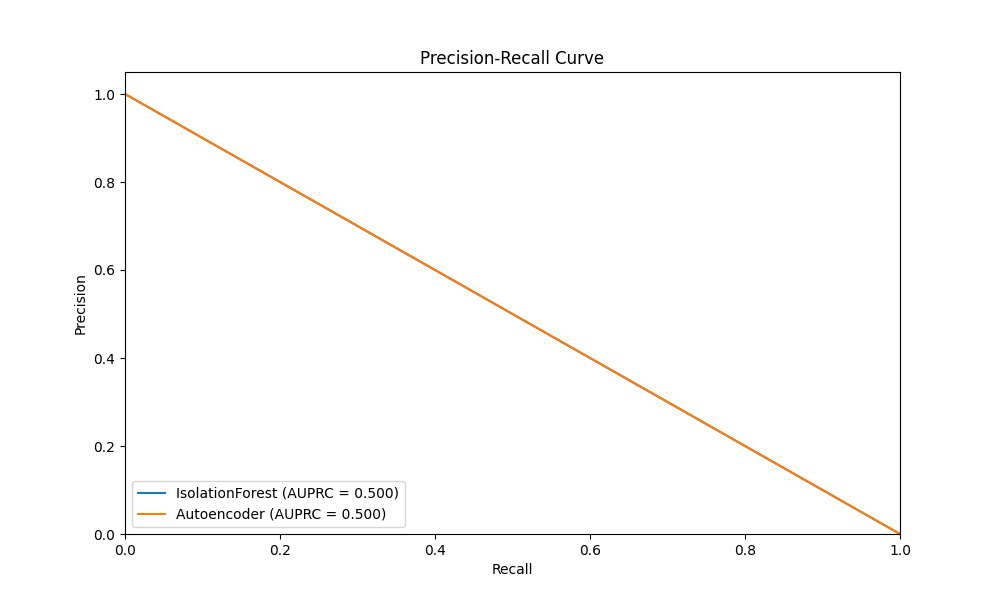 Precision-Recall Curve
1.0
0.8
0.6
0.4
0.2
0.0
Precision
IsolationForest (AUPRC = 0.500)
Autoencoder (AUPRC = 0.500)
0.0 0.2 0.4 0.6 0.8 1.0
Recall